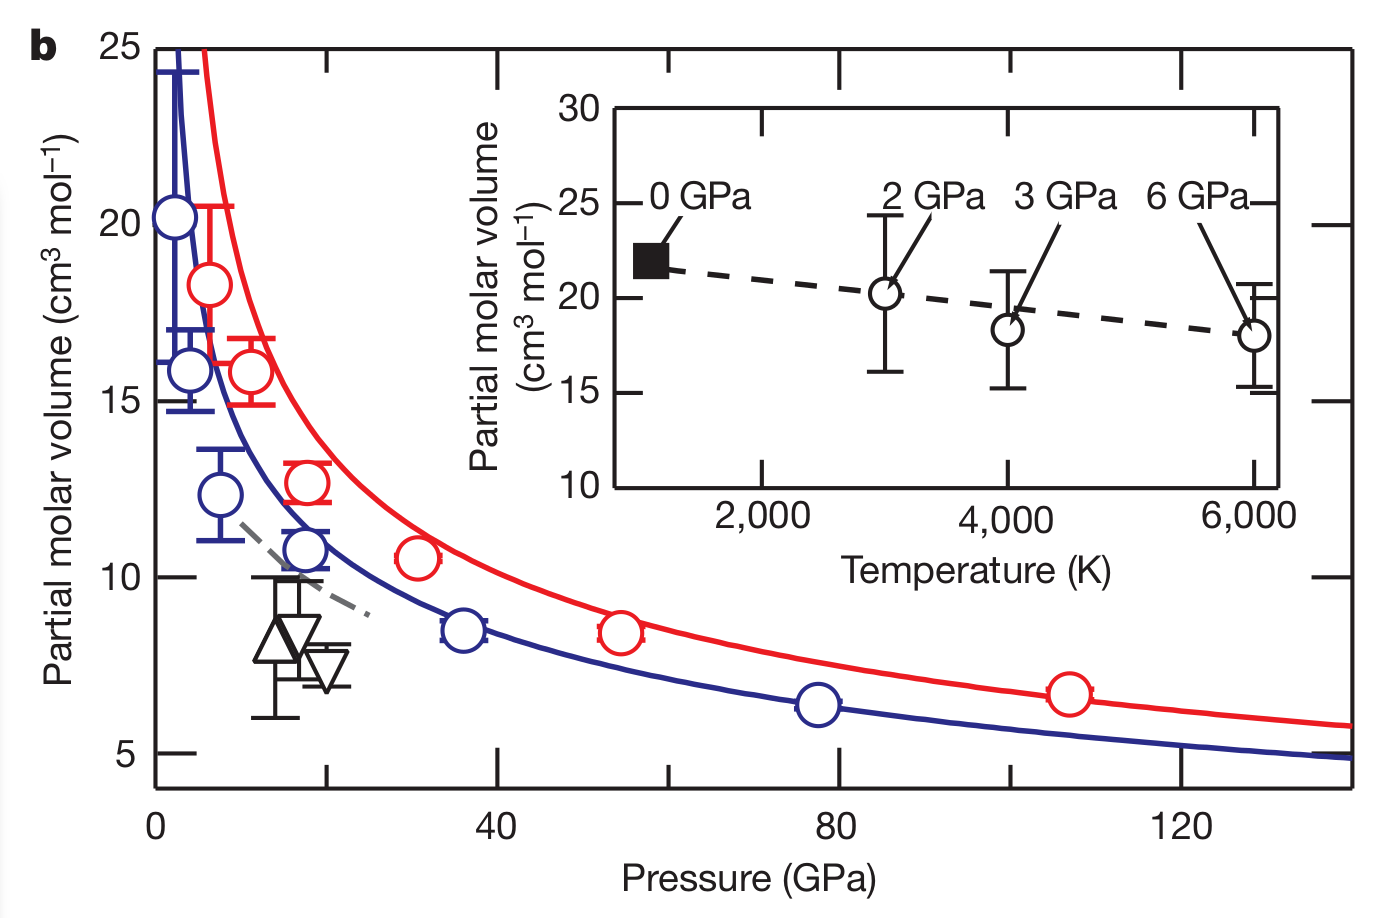 b
Partial molar volume (cm³ mol⁻¹)
25
20
15
10
5
0
40
80
120
Pressure (GPa)
Partial molar volume
(cm³ mol⁻¹)
30
25
20
15
10
0 GPa
2 GPa
3 GPa
6 GPa
2,000
4,000
6,000
Temperature (K)